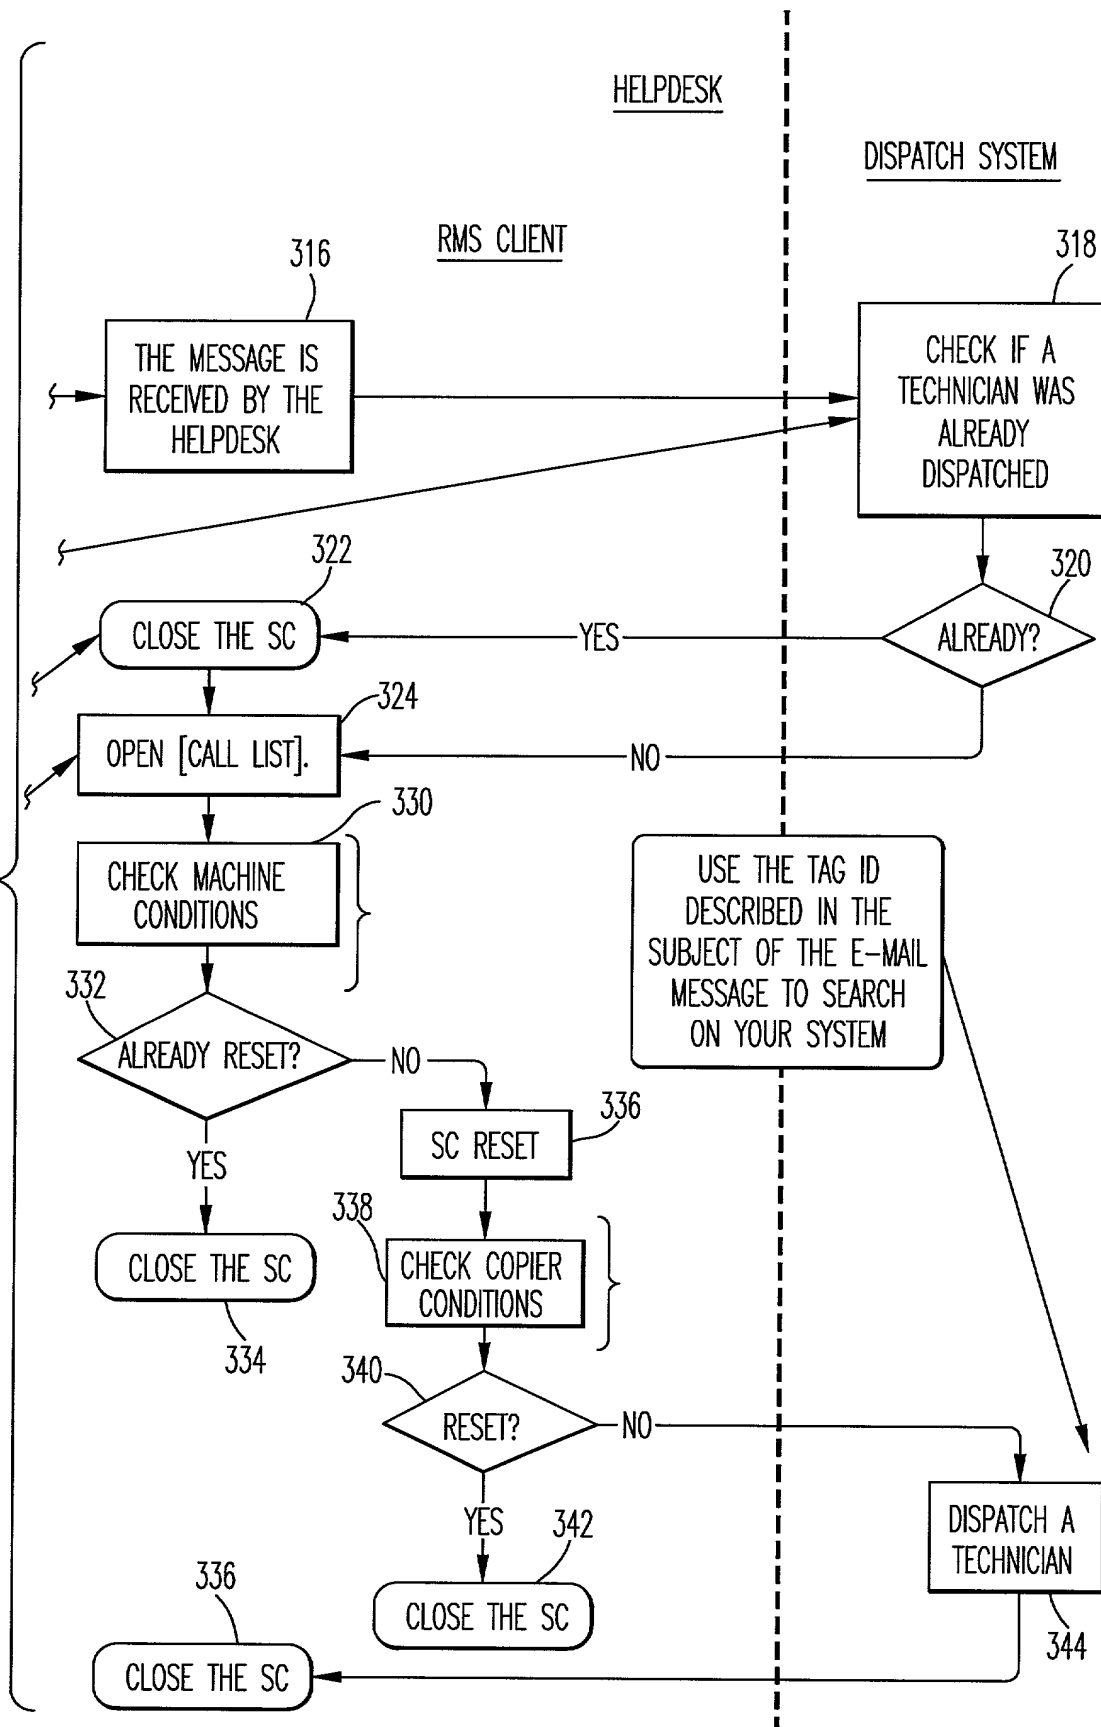 HELPDESK
DISPATCH SYSTEM
RMS CLIENT
316
THE MESSAGE IS
RECEIVED BY THE
HELPDESK
318
CHECK IF A
TECHNICIAN WAS
ALREADY
DISPATCHED
320
ALREADY?
YES
322
CLOSE THE SC
324
OPEN [CALL LIST].
NO
330
CHECK MACHINE
CONDITIONS
USE THE TAG ID
DESCRIBED IN THE
SUBJECT OF THE E-MAIL
MESSAGE TO SEARCH
ON YOUR SYSTEM
332
ALREADY RESET?
NO
336
SC RESET
YES
338
CHECK COPIER
CONDITIONS
CLOSE THE SC
334
340
RESET?
NO
YES
DISPATCH A
TECHNICIAN
344
342
CLOSE THE SC
336
CLOSE THE SC